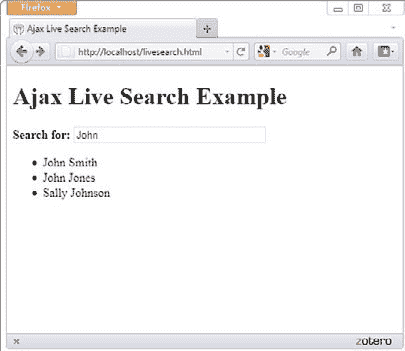 Firefox
Ajax Live Search Example
http://localhost/livesearch.html
Google
Ajax Live Search Example
Search for: John
John Smith
John Jones
Sally Johnson
zotero